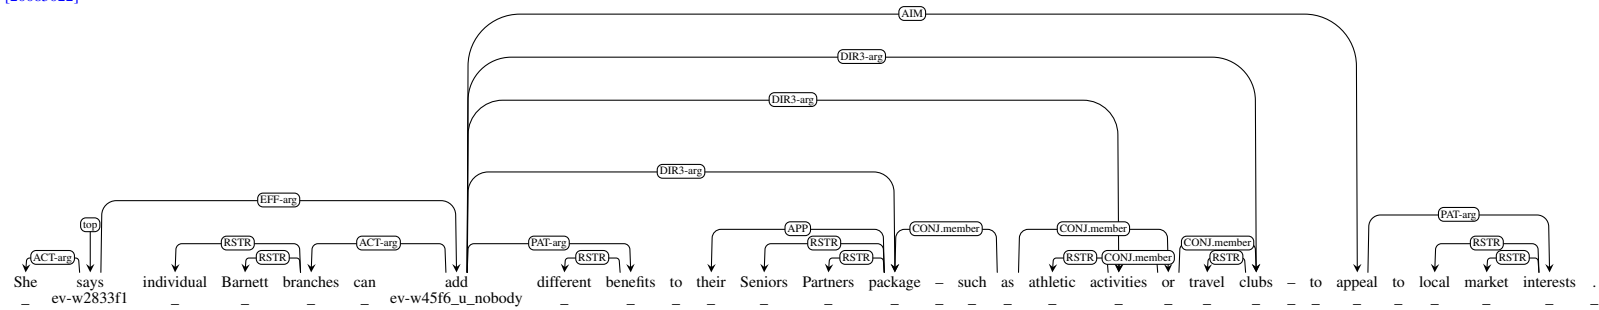 AIM
DIR3-arg
DIR3-arg
DIR3-arg
EFF-arg
top PAT-arg
APP CONJ.member CONJ.member
RSTR ACT-arg PAT-arg RSTR CONJ.member RSTR
ACT-arg RSTR RSTR RSTR RSTR CONJ.member RSTR RSTR
She says individual Barnett branches can add different benefits to their Seniors Partners package – such as athletic activities or travel clubs – to appeal to local market interests .
_ ev-w2833f1 _ _ _ _ ev-w45f6_u_nobody _ _ _ _ _ _ _ _ _ _ _ _ _ _ _ _ _ _ _ _ _ _ _